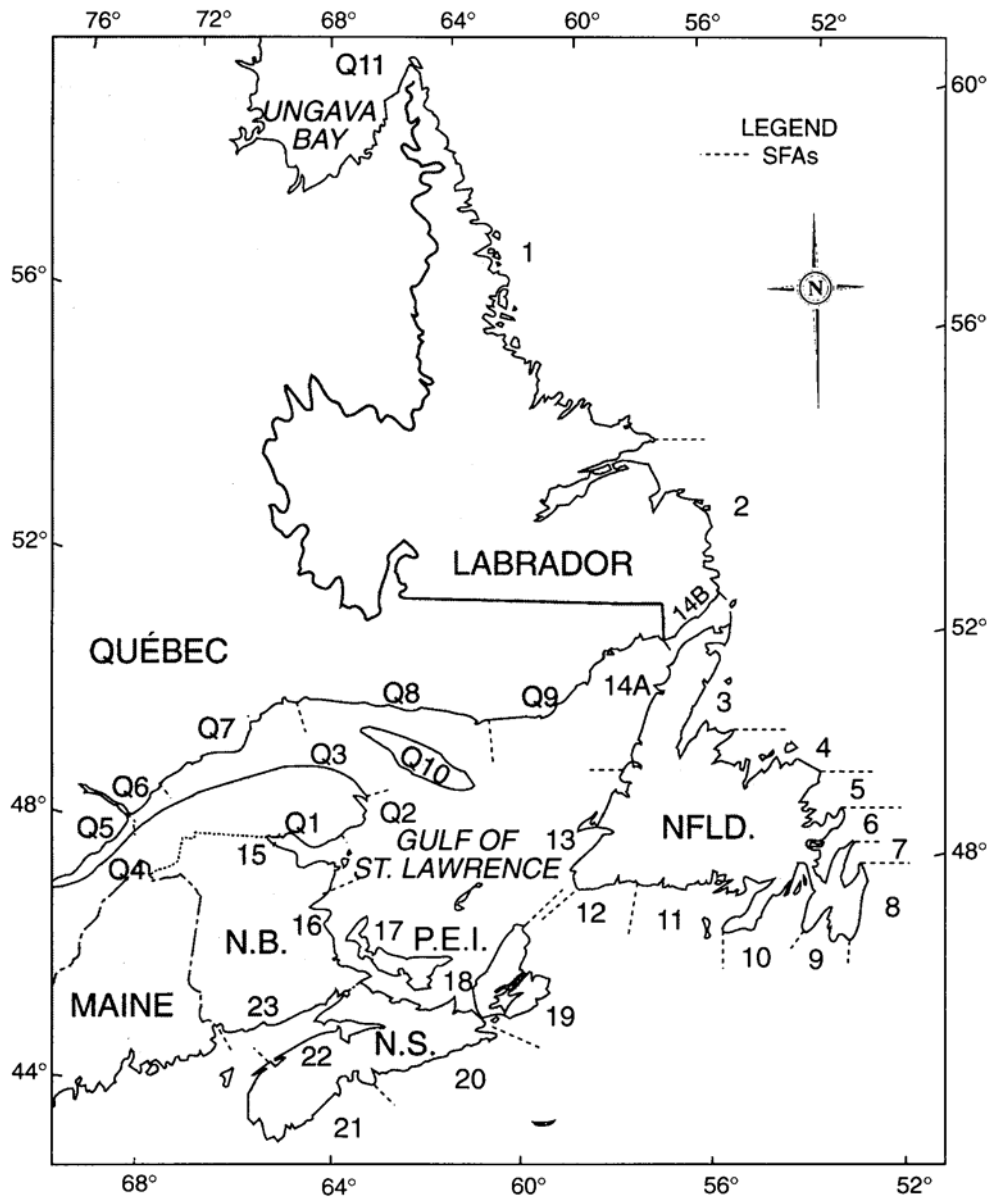 76° 72° 68° 64° 60° 56° 52°
Q11
60°
UNGAVA
BAY
LEGEND
SFAs
1
N
56°
56°
2
52°
LABRADOR
14B
52°
QUÉBEC
14A
Q8
Q9
3
Q7
Q3
4
Q10
Q6
5
48°
Q2
Q5
Q1
NFLD.
6
GULF OF
13
15
7
48°
ST. LAWRENCE
Q4
12
11
8
16
17
N.B.
P.E.I.
10
9
18
MAINE
23
19
N.S.
22
44°
20
44°
21
68° 64° 60° 56° 52°